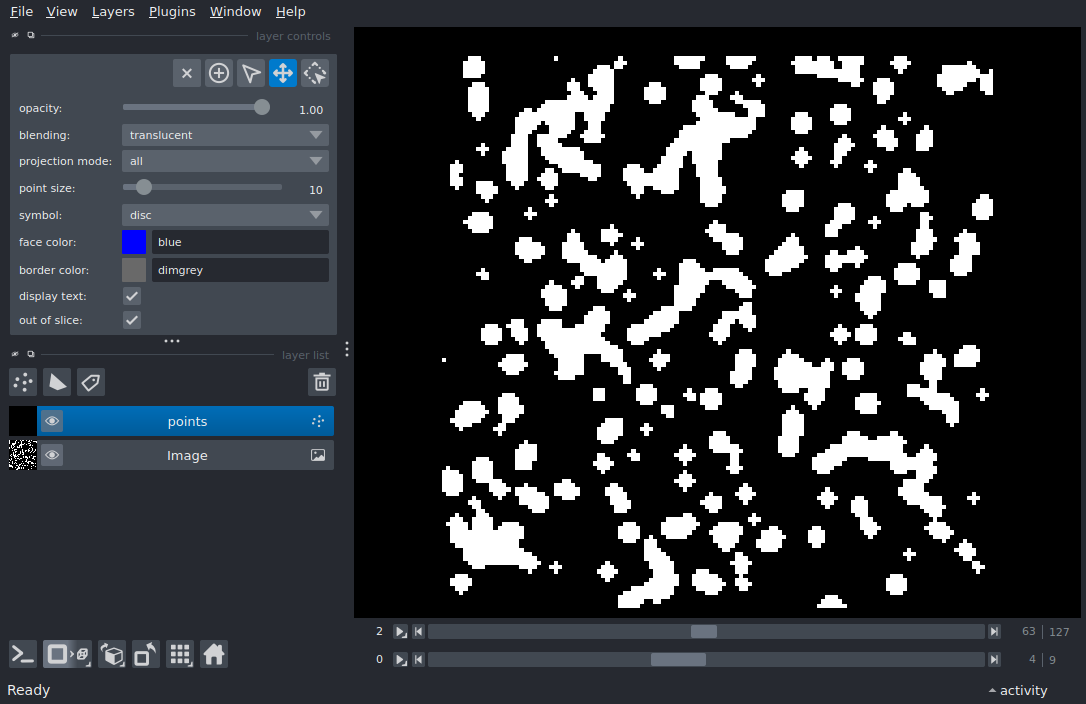 File View Layers Plugins Window Help
layer controls
opacity: 1.00
blending: translucent
projection mode: all
point size: 10
symbol: disc
face color: blue
border color: dimgrey
display text:
out of slice:
layer list
points
Image
2 63 127
0 4 9
Ready activity